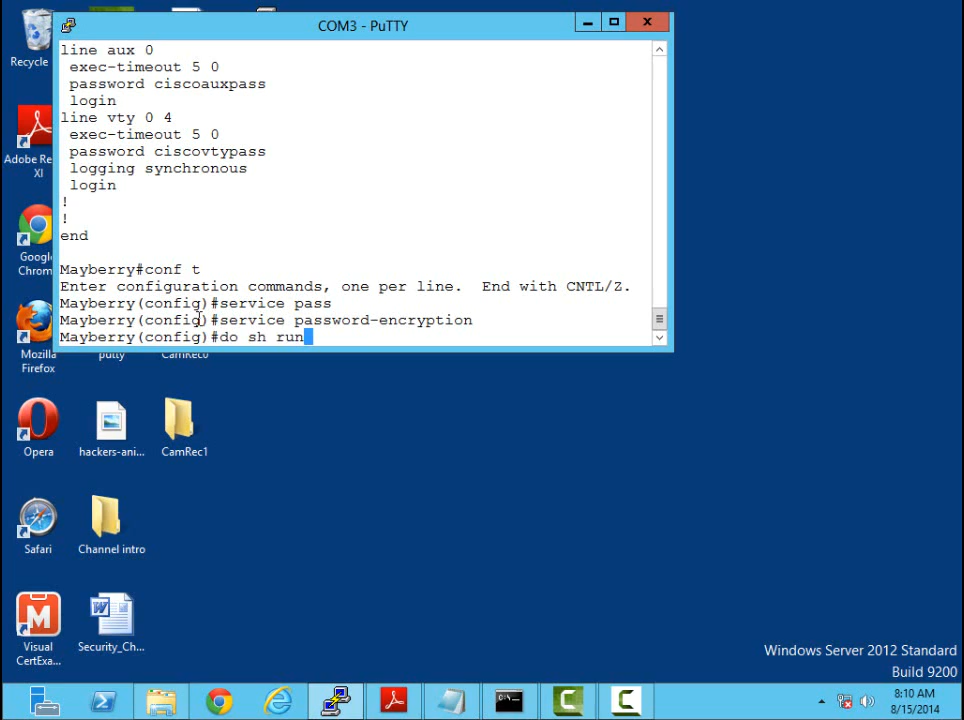 COM3 - PuTTY
line aux 0
exec-timeout 5 0
password ciscoauxpass
login
line vty 0 4
exec-timeout 5 0
password ciscovtypass
logging synchronous
login
!
!
end
Mayberry#conf t
Enter configuration commands, one per line.  End with CNTL/Z.
Mayberry(config)#service pass
Mayberry(config)#service password-encryption
Mayberry(config)#do sh run
Recycle
Adobe Re
XI
Googl
Chrom
Mozilla
Firefox
putty
CamRec6
Opera
hackers-ani...
CamRec1
Safari
Channel intro
Visual
CertExa...
Security_Ch...
Windows Server 2012 Standard
Build 9200
8:10 AM
8/15/2014